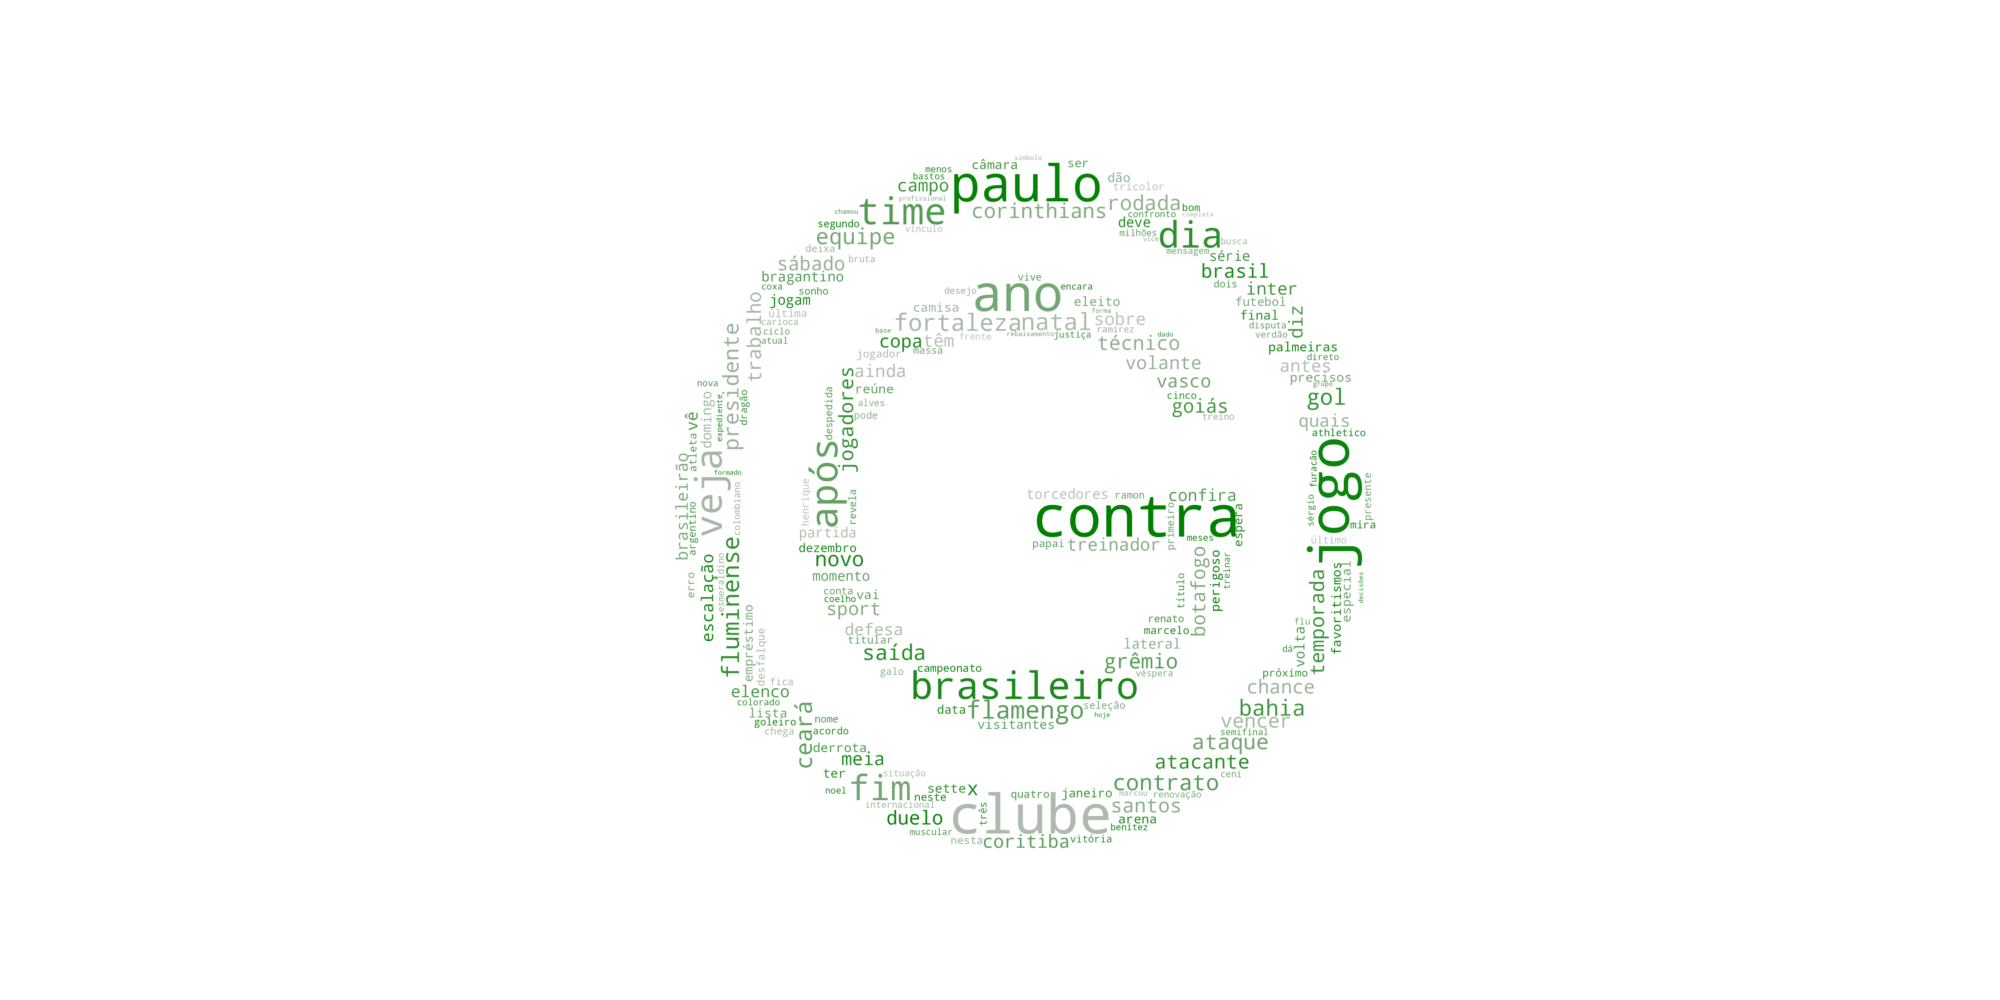 símbolo
menos
câmara
ser
bastos
paulo
dão
campo
tricolor
profissional
corinthians
rodada
bom
chamou
time
confronto
completa
segundo
vínculo
deve
milhões
dia
equipe
vice
busca
deixa
mensagem
série
sábado
bruta
brasil
bragantino
vive
dois
coxa
sonho
desejo
ano
encara
inter
jogam
camisa
eleito
futebol
última
forma
final
diz
carioca
fortaleza
natal
sobre
disputa
ciclo
base
rebaixamento
justiça
ramírez
dado
verdão
atual
copa
têm
frente
técnico
palmeiras
trabalho
presidente
jogador
massa
direto
ainda
volante
antes
nova
reúne
vasco
precisos
grupo
jogadores
alves
cinco
gol
dragão
expediente
domingo
despedida
pode
goiás
treino
quais
vê
atleta
athletico
brasileirão
veja
formado
após
jogo
furacão
colombiano
henrique
revela
torcedores
ramon
confira
presente
argentino
partida
contra
sérgio
mira
espera
primeiro
papai
treinador
meses
último
dezembro
novo
erro
esmeraldino
escalação
fluminense
momento
botafogo
perigoso
treinar
temporada
favoritismos
especial
decisões
conta
vai
coelho
título
sport
renato
flu
empréstimo
desfalque
defesa
marcelo
volta
titular
lateral
dá
saída
grêmio
galo
campeonato
véspera
próximo
fica
brasileiro
chance
elenco
colorado
data
flamengo
seleção
bahia
lista
hoje
goleiro
nome
visitantes
vencer
chega
acordo
semifinal
ceará
derrota
ataque
meia
atacante
ter
situação
ceni
fim
contrato
noel
sette
x
quatro
janeiro
marcou
renovação
neste
internacional
clube
santos
duelo
três
arena
muscular
benítez
nesta
coritiba
vitória